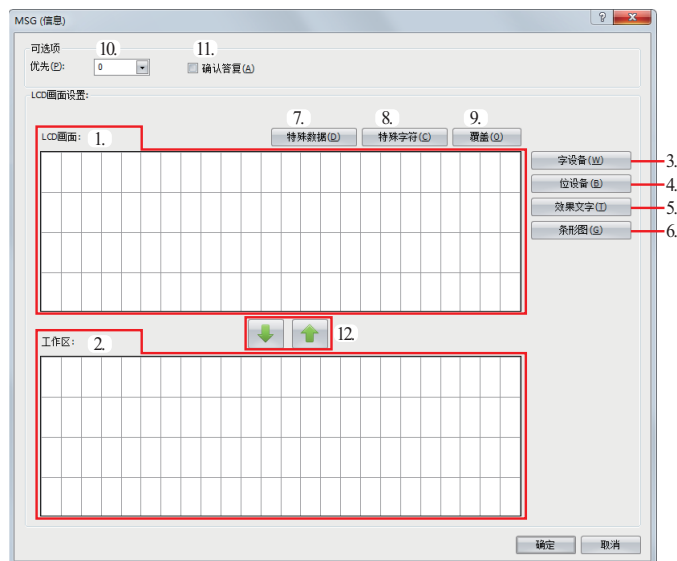 MSG (信息)
可选项 10. 11.
优先(P): 0 确认答复(A)
LCD画面设置:
7. 8. 9.
LCD画面: 1. 特殊数据(D) 特殊字符(C) 覆盖(O)
字设备(W) 3.
位设备(B) 4.
效果文字(T) 5.
条形图(G) 6.
12.
工作区: 2.
确定 取消